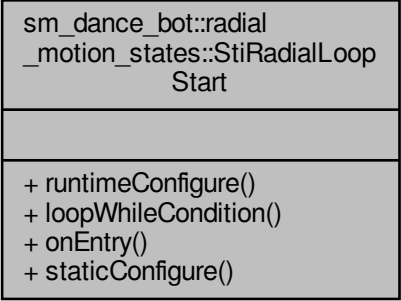 sm_dance_bot::radial
_motion_states::StiRadialLoop
Start
+ runtimeConfigure()
+ loopWhileCondition()
+ onEntry()
+ staticConfigure()